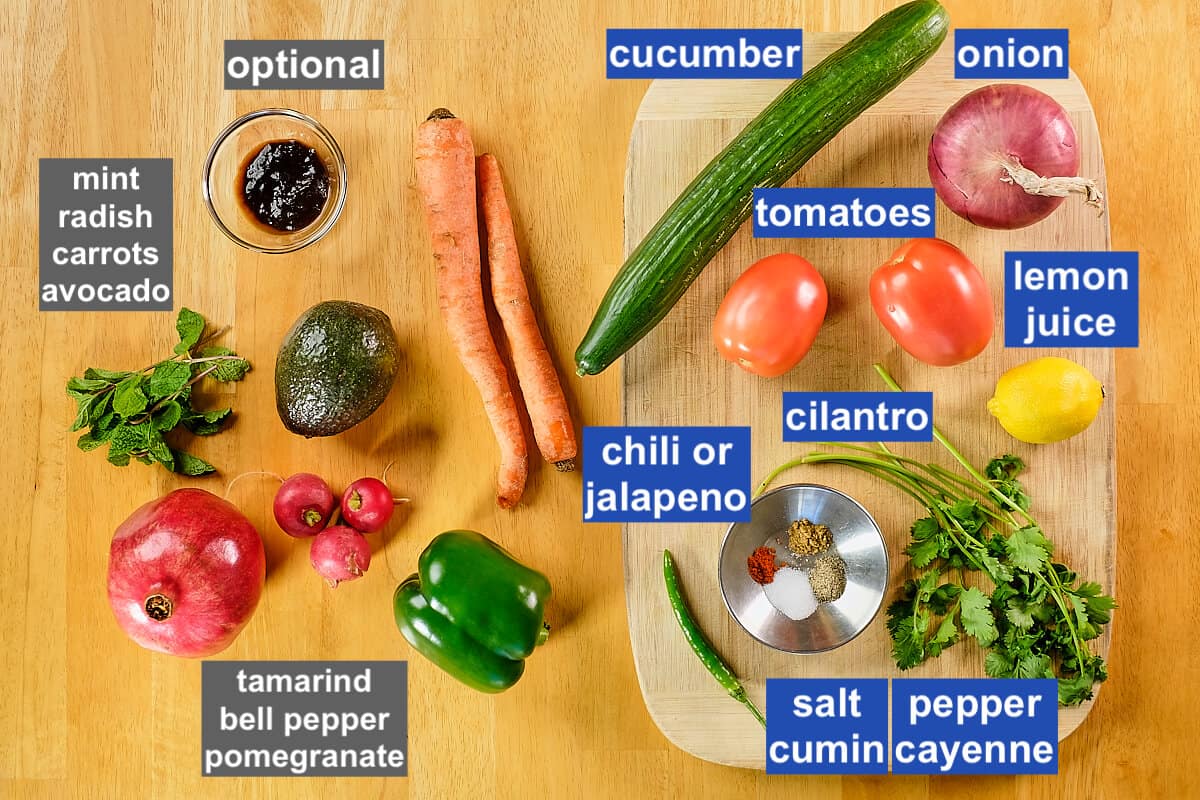 optional
mint
radish
carrots
avocado
tamarind
bell pepper
pomegranate
cucumber
onion
tomatoes
lemon
juice
cilantro
chili or
jalapeno
salt
cumin
pepper
cayenne